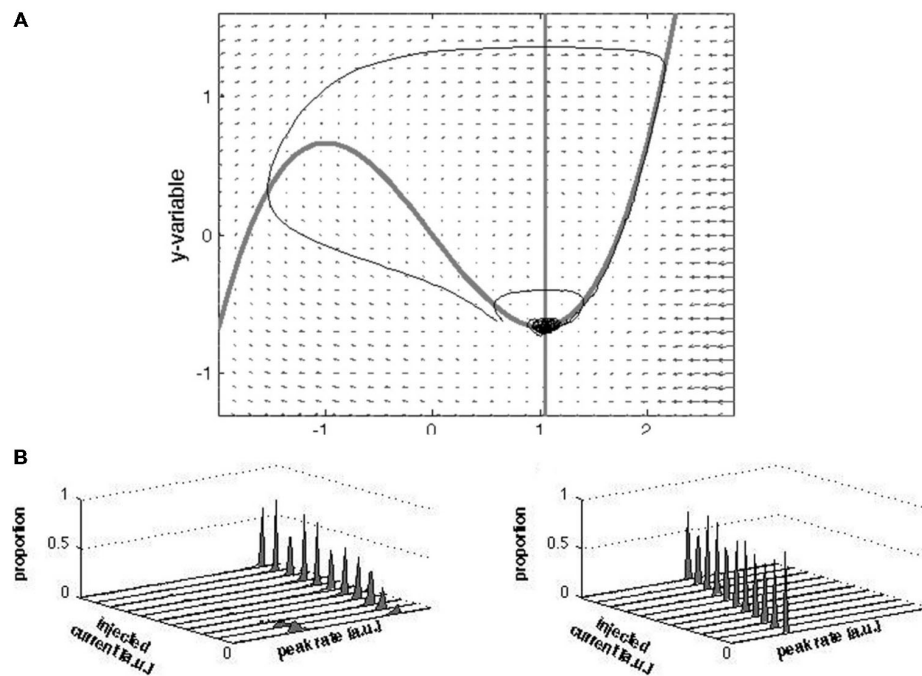 A
y-variable
1
0
-1
-1
0
1
2
B
proportion
1
0.5
0
injected
current [a.u.]
0
peak rate [a.u.]
proportion
1
0.5
0
injected
current [a.u.]
0
peak rate [a.u.]